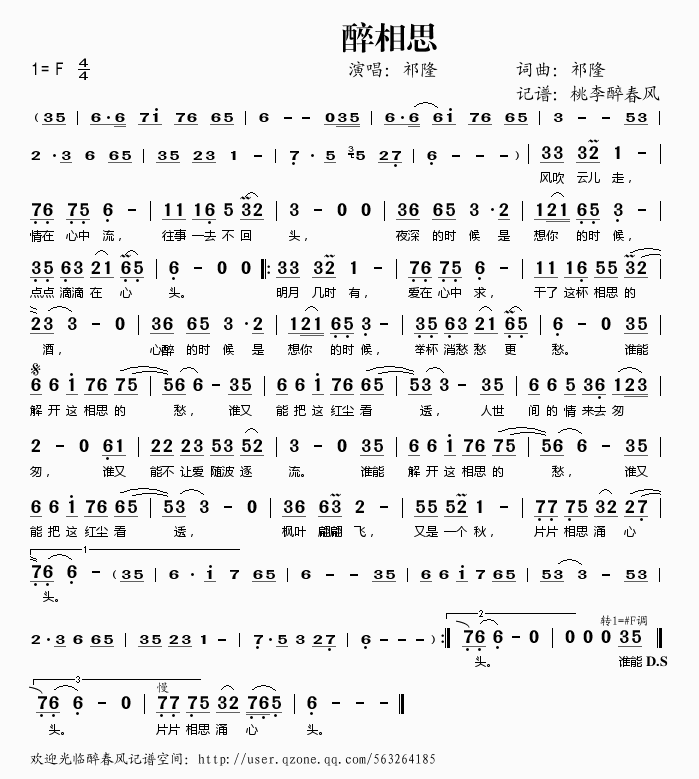 醉相思
1= F 4/4 演唱：祁隆 词曲：祁隆
记谱：桃李醉春风
（35 | 6·6 7i 76 65 | 6 - - 035 | 6·6 6i 76 65 | 3 - - 53 |
2 ·3 6 65 | 35 23 1 - | 7 · 5 35 27 | 6 - - - ） | 33 32 1 - |
风吹 云儿 走，
76 75 6 - | 11 16 5 32 | 3 - 0 0 | 36 65 3 ·2 | 121 65 3 - |
情在 心中 流， 往事 一去 不 回 头， 夜深 的时 候 是 想你 的时 候，
35 63 21 65 | 6 - 0 0 |: 33 32 1 - | 76 75 6 - | 11 16 55 32 |
点点 滴滴 在 心 头。 明月 几时 有， 爱在 心中 求， 干了 这杯 相思 的
23 3 - 0 | 36 65 3 ·2 | 121 65 3 - | 35 63 21 65 | 6 - 0 35 |
酒， 心醉 的时 候 是 想你 的时 候， 举杯 消愁 愁 更 愁。 谁能
6 6 i 76 75 | 56 6 - 35 | 6 6 i 76 65 | 53 3 - 35 | 6 6 5 36 123 |
解 开 这 相思 的 愁， 谁又 能 把 这 红尘 看 透， 人世 间 的 情 来去 匆
2 - 0 61 | 22 23 53 52 | 3 - 0 35 | 6 6 i 76 75 | 56 6 - 35 |
匆， 谁又 能不 让爱 随波 逐 流。 谁能 解 开 这 相思 的 愁， 谁又
6 6 i 76 65 | 53 3 - 0 | 36 63 2 - | 55 52 1 - | 77 75 32 27 |
能 把 这 红尘 看 透， 枫叶 翩翩 飞， 又是 一个 秋， 片片 相思 涌 心
1
76 6 - （35 | 6 · i 7 65 | 3 - - 35 | 6 6i 7 65 | 53 3 - 53 |
头。
2 转1=#F调
2 ·3 6 65 | 35 23 1 - | 7·5 3 27 | 6 - - - ） :| 76 6 - 0 | 0 0 0 35 ||
头。 谁能 D.S
3 慢
76 6 - 0 | 77 75 32 765 | 6 - - - ||
头。 片片 相思 涌 心 头。
欢迎光临醉春风记谱空间：http://user.qzone.qq.com/563264185